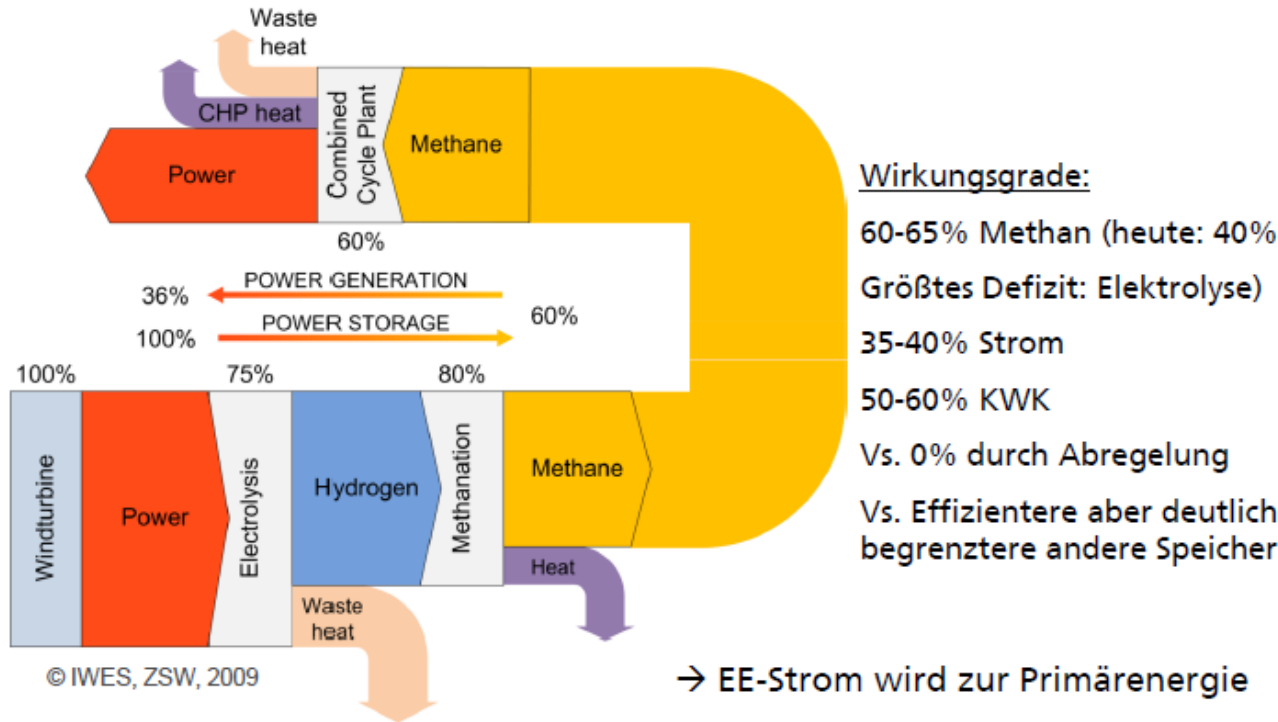 Waste
heat
CHP heat
Power
Combined
Cycle Plant
Methane
60%
POWER GENERATION
36%
POWER STORAGE
100%
60%
100%
75%
80%
Windturbine
Power
Electrolysis
Hydrogen
Methanation
Methane
Waste
heat
Heat
© IWES, ZSW, 2009
Wirkungsgrade:
60-65% Methan (heute: 40%
Größtes Defizit: Elektrolyse)
35-40% Strom
50-60% KWK
Vs. 0% durch Abregelung
Vs. Effizientere aber deutlich
begrenztere andere Speicher
→ EE-Strom wird zur Primärenergie